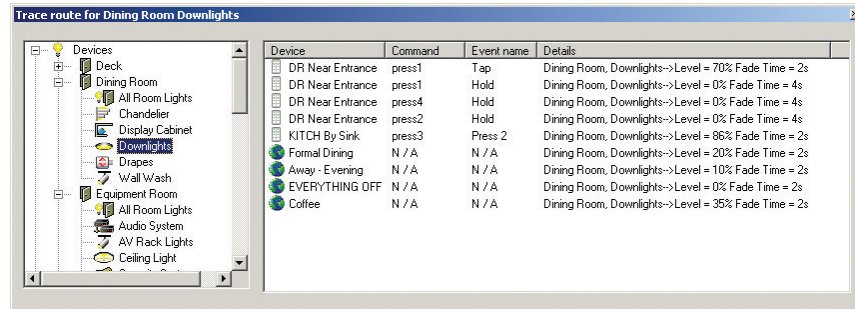 Trace route for Dining Room Downlights
Devices
Deck
Dining Room
All Room Lights
Chandelier
Display Cabinet
Downlights
Drapes
Wall Wash
Equipment Room
All Room Lights
Audio System
AV Rack Lights
Ceiling Light
Device Command Event name Details
DR Near Entrance press1 Tap Dining Room, Downlights-->Level = 70% Fade Time = 2s
DR Near Entrance press1 Hold Dining Room, Downlights-->Level = 0% Fade Time = 4s
DR Near Entrance press4 Hold Dining Room, Downlights-->Level = 0% Fade Time = 4s
DR Near Entrance press2 Hold Dining Room, Downlights-->Level = 0% Fade Time = 4s
KITCH By Sink press3 Press 2 Dining Room, Downlights-->Level = 86% Fade Time = 2s
Formal Dining N / A N / A Dining Room, Downlights-->Level = 20% Fade Time = 2s
Away - Evening N / A N / A Dining Room, Downlights-->Level = 10% Fade Time = 2s
EVERYTHING OFF N / A N / A Dining Room, Downlights-->Level = 0% Fade Time = 2s
Coffee N / A N / A Dining Room, Downlights-->Level = 35% Fade Time = 2s